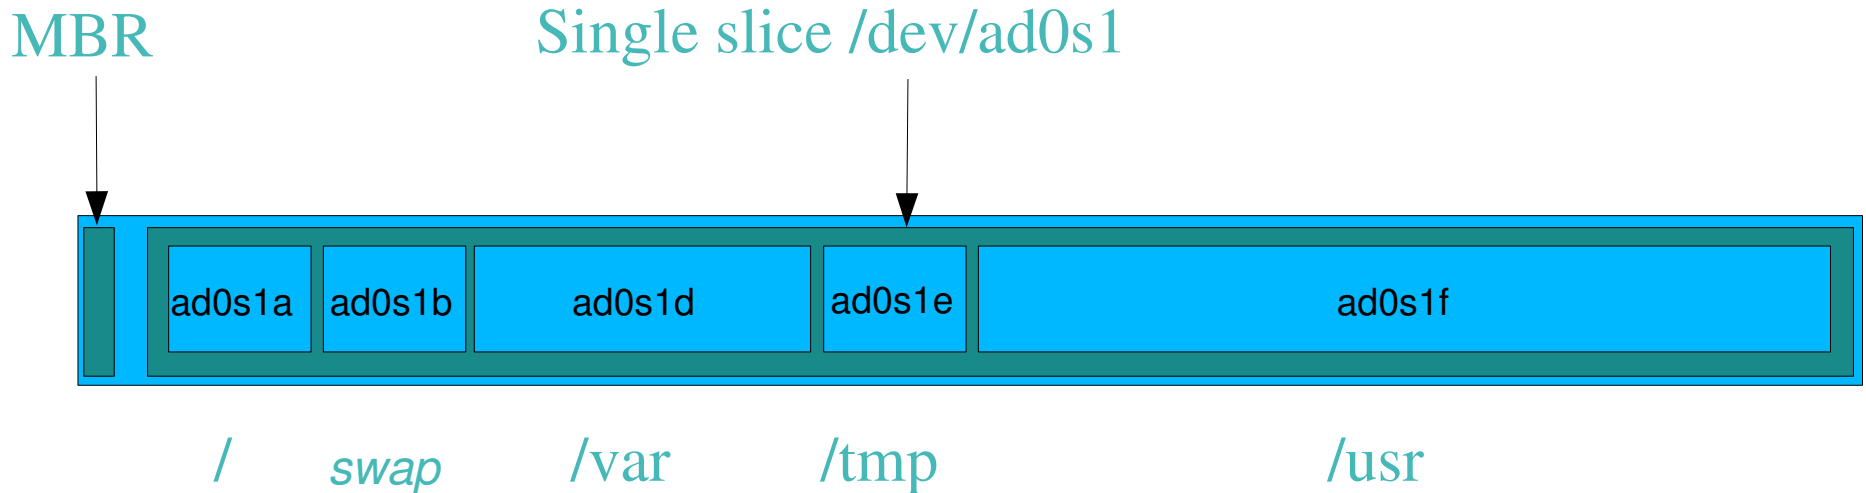 MBR
Single slice /dev/ad0s1
ad0s1a
ad0s1b
ad0s1d
ad0s1e
ad0s1f
/
swap
/var
/tmp
/usr